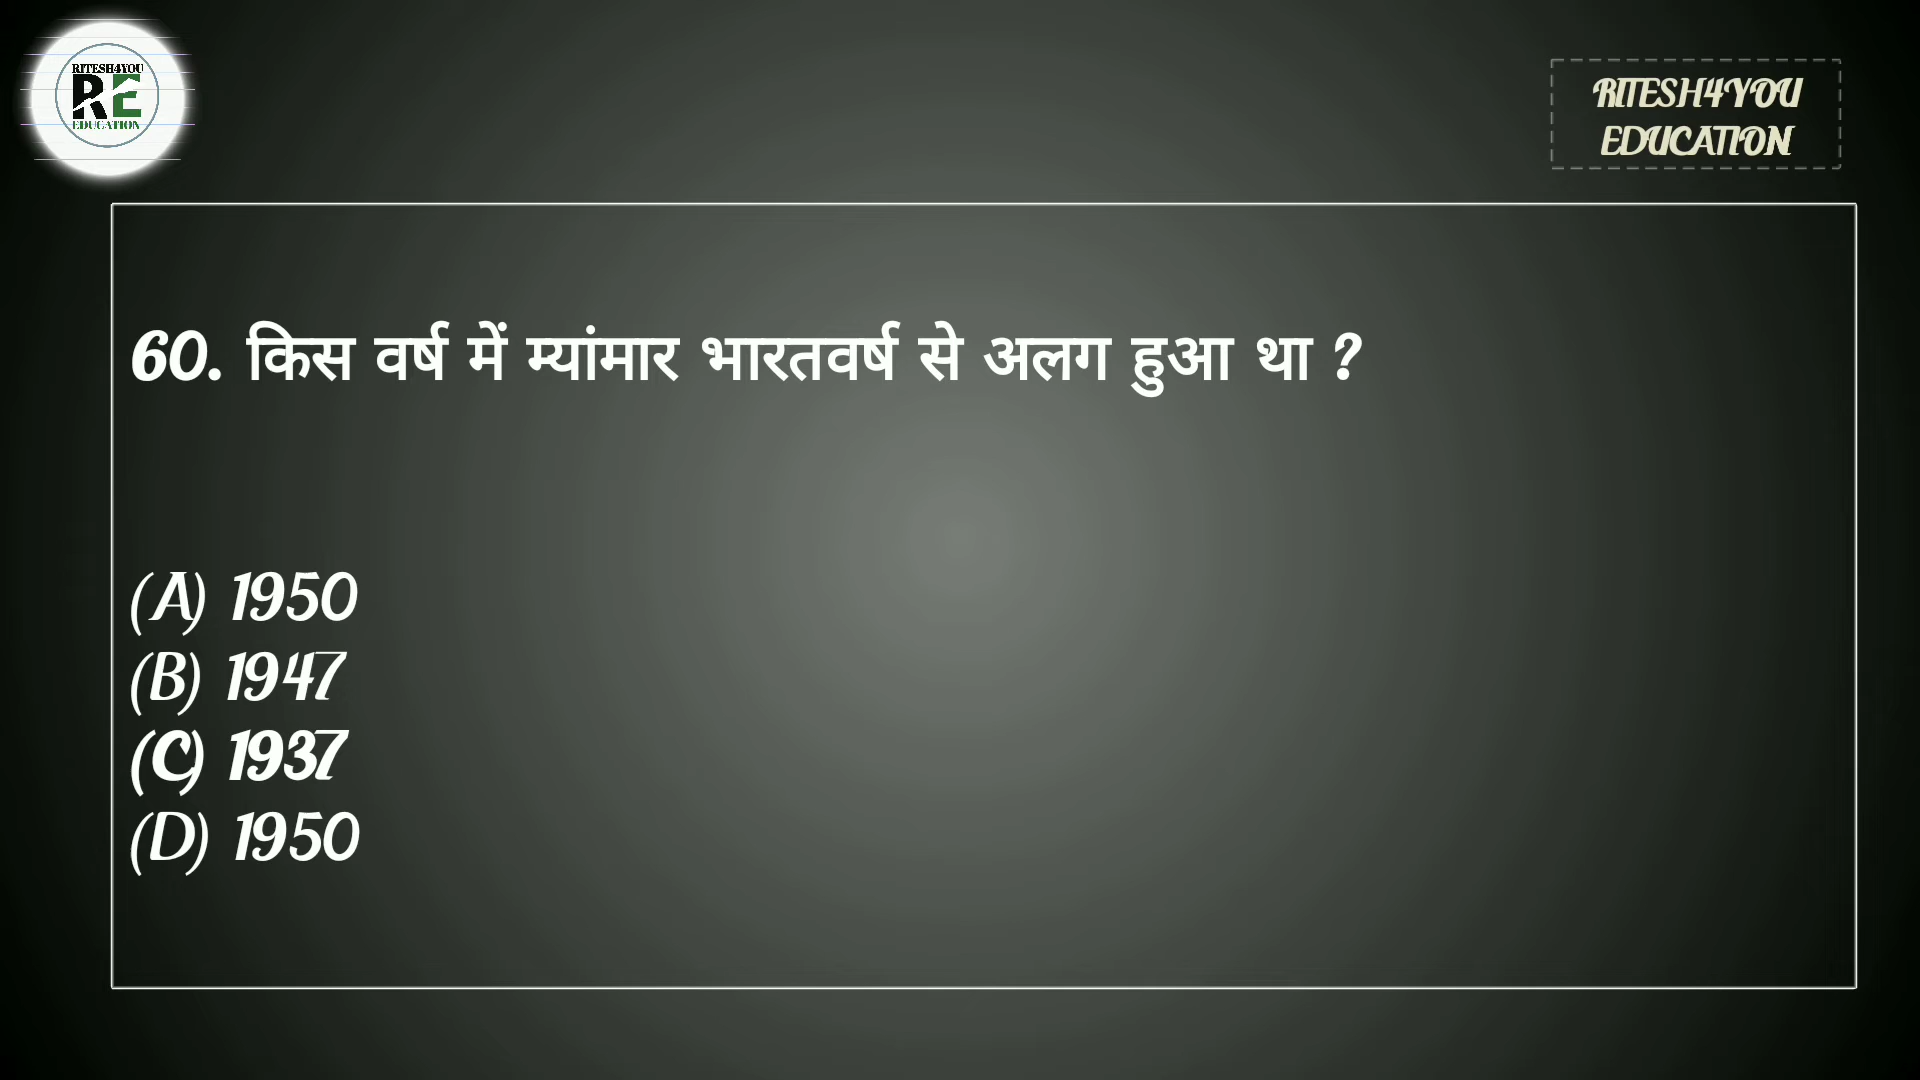 RITESH4YOU
RE
EDUCATION
RITESH4YOU
EDUCATION
60. किस वर्ष में म्यांमार भारतवर्ष से अलग हुआ था ?
(A) 1950
(B) 1947
(C) 1937
(D) 1950